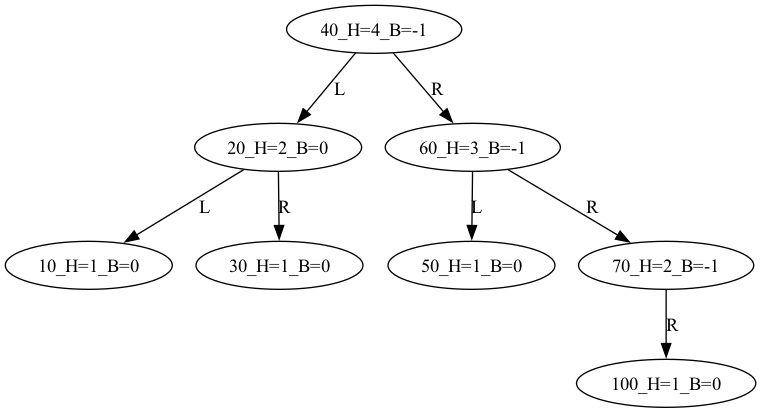 40_H=4_B=-1
L
R
20_H=2_B=0
60_H=3_B=-1
L
R
L
R
10_H=1_B=0
30_H=1_B=0
50_H=1_B=0
70_H=2_B=-1
R
100_H=1_B=0